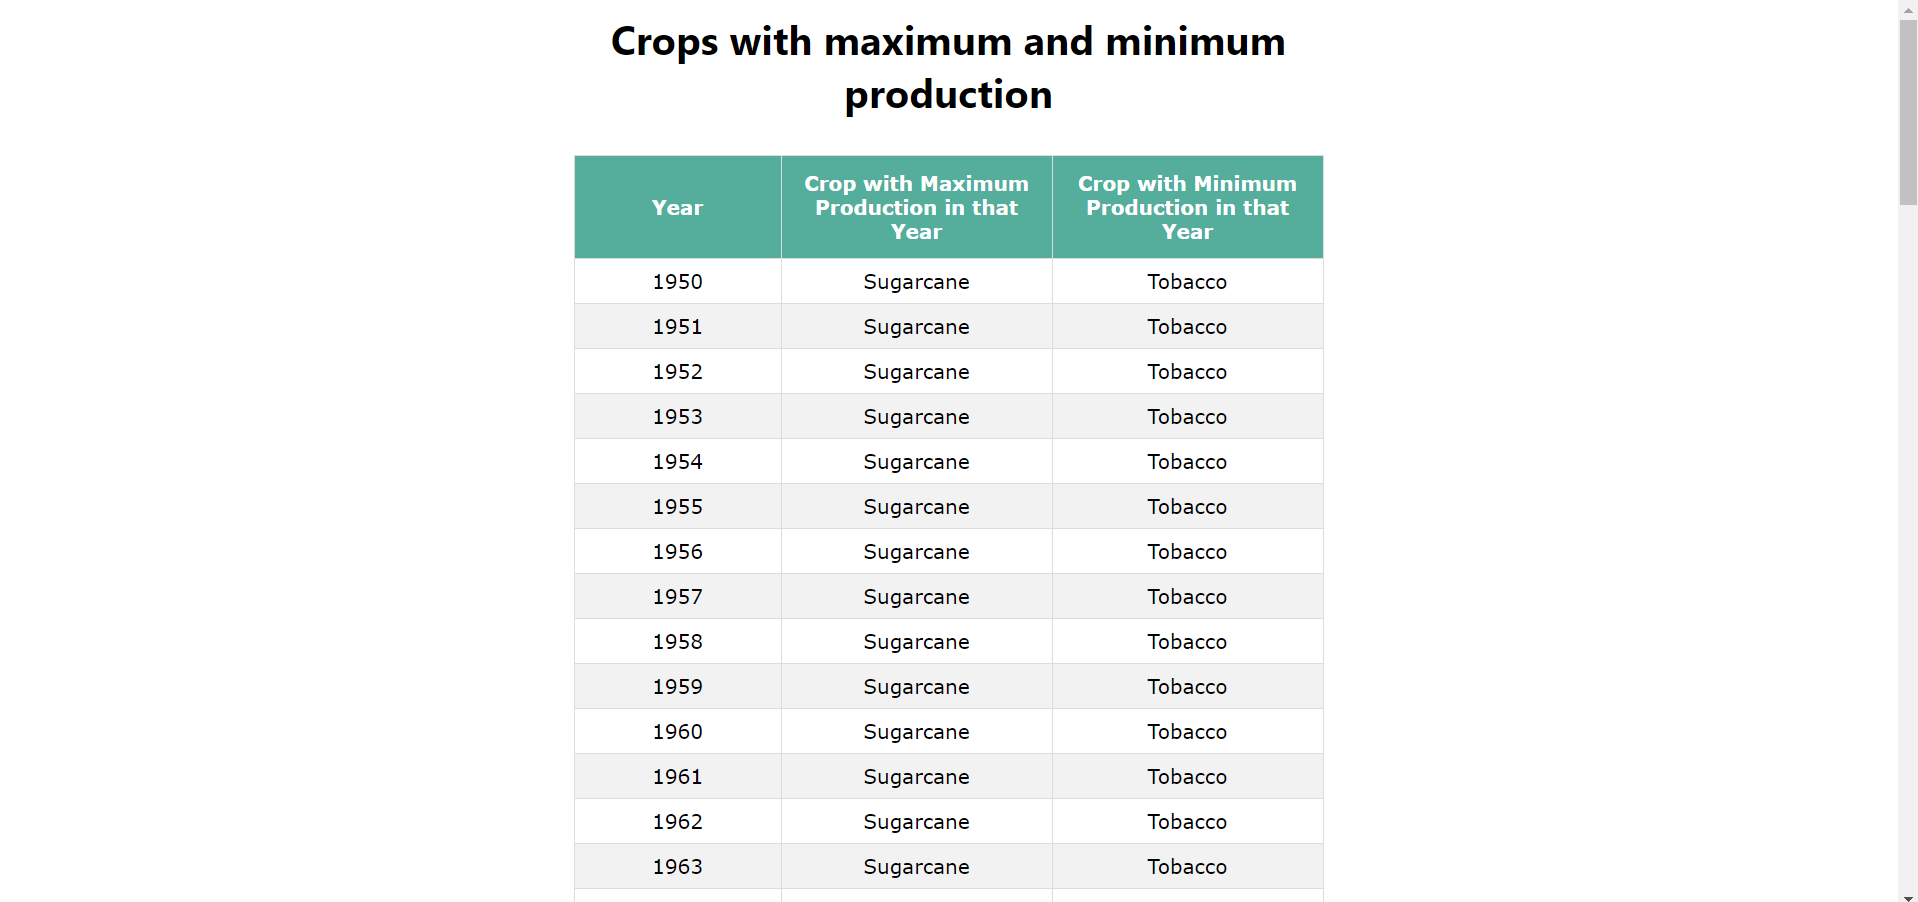 Crops with maximum and minimum
production
Year
Crop with Maximum
Production in that
Year
Crop with Minimum
Production in that
Year
1950 Sugarcane Tobacco
1951 Sugarcane Tobacco
1952 Sugarcane Tobacco
1953 Sugarcane Tobacco
1954 Sugarcane Tobacco
1955 Sugarcane Tobacco
1956 Sugarcane Tobacco
1957 Sugarcane Tobacco
1958 Sugarcane Tobacco
1959 Sugarcane Tobacco
1960 Sugarcane Tobacco
1961 Sugarcane Tobacco
1962 Sugarcane Tobacco
1963 Sugarcane Tobacco